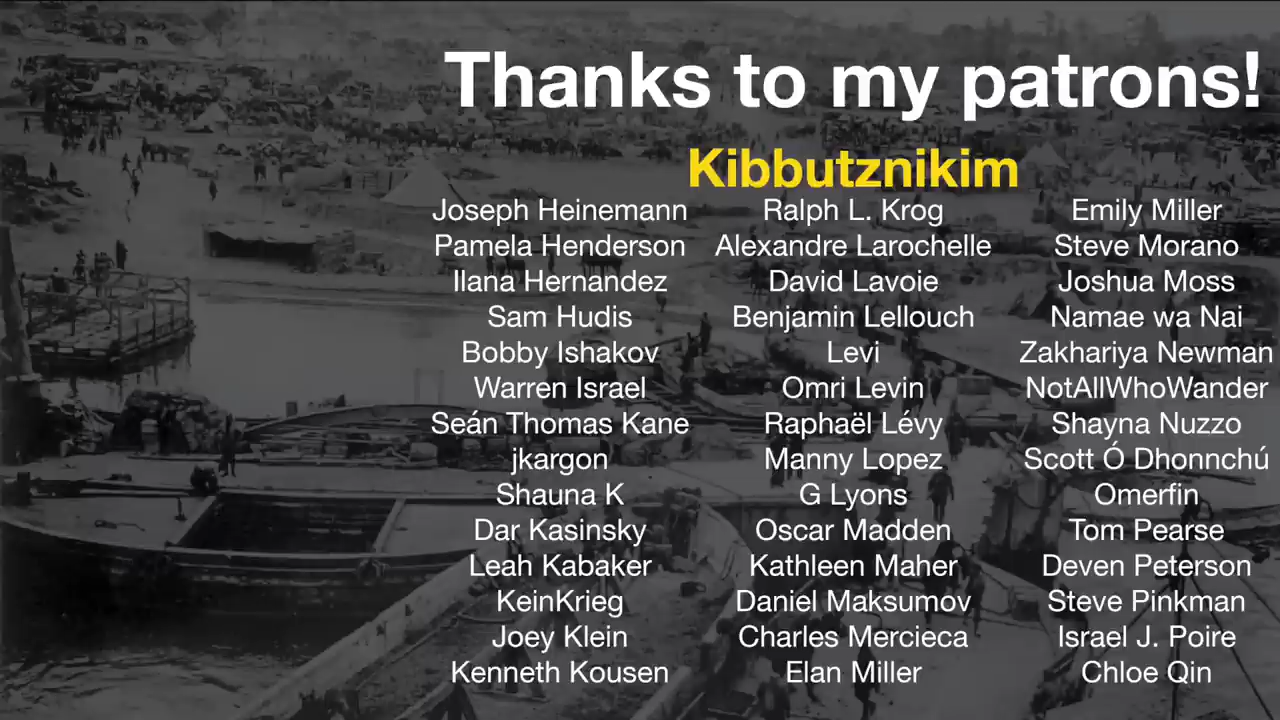 Thanks to my patrons!
Kibbutznikim
Joseph Heinemann
Pamela Henderson
Ilana Hernandez
Sam Hudis
Bobby Ishakov
Warren Israel
Seán Thomas Kane
jkargon
Shauna K
Dar Kasinsky
Leah Kabaker
KeinKrieg
Joey Klein
Kenneth Kousen
Ralph L. Krog
Alexandre Larochelle
David Lavoie
Benjamin Lellouch
Levi
Omri Levin
Raphaël Lévy
Manny Lopez
G Lyons
Oscar Madden
Kathleen Maher
Daniel Maksumov
Charles Mercieca
Elan Miller
Emily Miller
Steve Morano
Joshua Moss
Namae wa Nai
Zakhariya Newman
NotAllWhoWander
Shayna Nuzzo
Scott Ó Dhonnchú
Omerfin
Tom Pearse
Deven Peterson
Steve Pinkman
Israel J. Poire
Chloe Qin